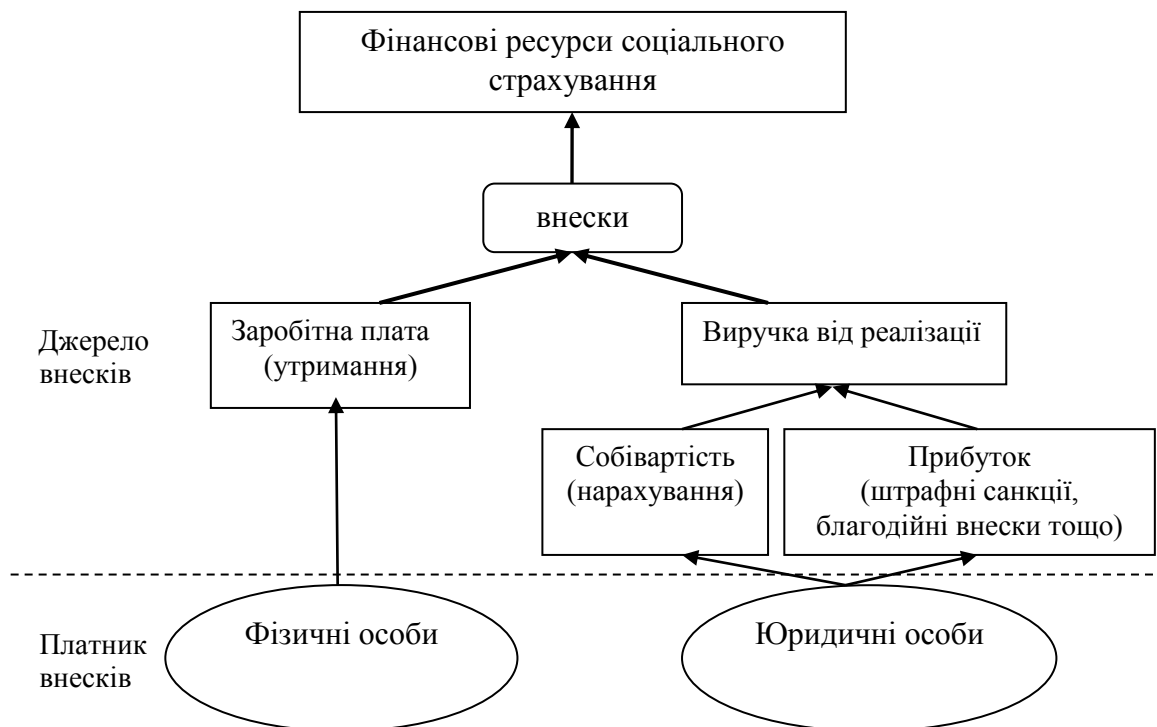 Фінансові ресурси соціального
страхування
внески
Джерело
внесків
Заробітна плата
(утримання)
Виручка від реалізації
Собівартість
(нарахування)
Прибуток
(штрафні санкції,
благодійні внески тощо)
Платник
внесків
Фізичні особи
Юридичні особи